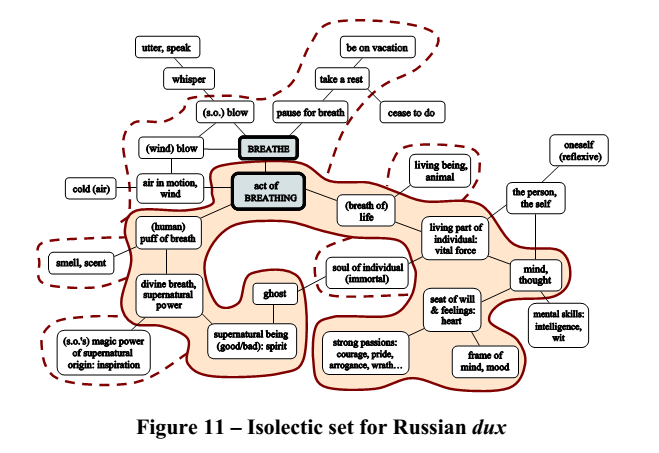 utter, speak
be on vacation
whisper
take a rest
(s.o.) blow
pause for breath
cease to do
(wind) blow
BREATHE
oneself
(reflexive)
living being,
animal
cold (air)
air in motion,
wind
act of
BREATHING
the person,
the self
(breath of)
life
(human)
puff of breath
living part of
individual:
vital force
smell, scent
soul of individual
(immortal)
mind,
thought
divine breath,
supernatural
power
ghost
seat of will
& feelings:
heart
mental skills:
intelligence,
wit
(s.o.'s) magic power
of supernatural
origin: inspiration
supernatural being
(good/bad): spirit
strong passions:
courage, pride,
arrogance, wrath...
frame of
mind, mood
Figure 11 – Isolectic set for Russian dux